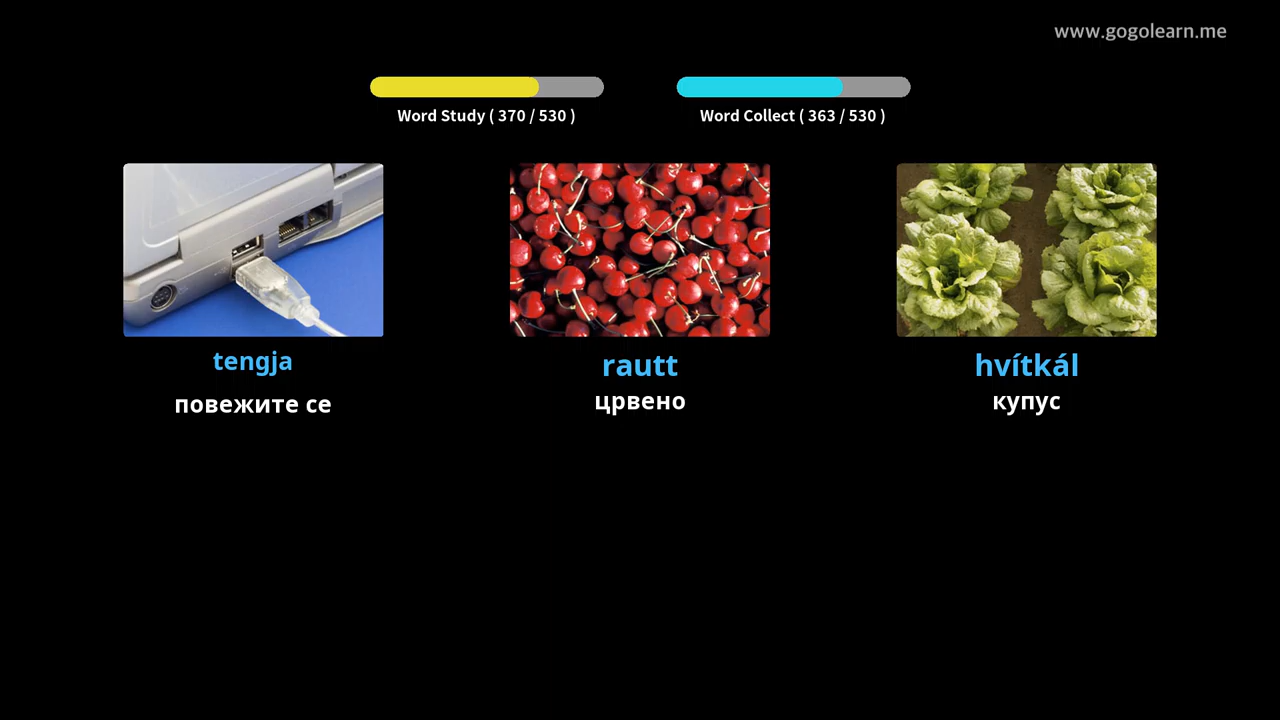 www.gogolearn.me
Word Study ( 370 / 530 )
Word Collect ( 363 / 530 )
tengja
повежите се
rautt
црвено
hvítkál
купус